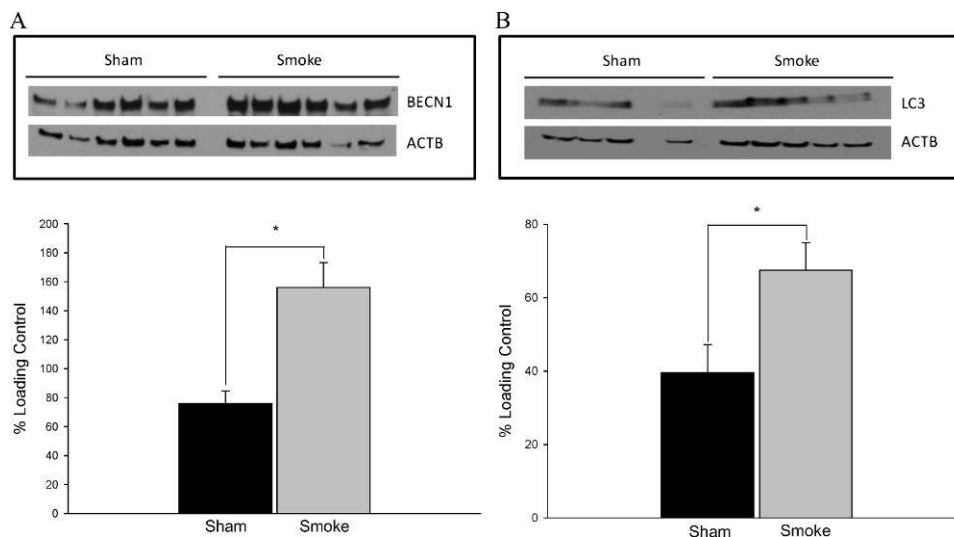 A
Sham Smoke
BECN1
ACTB
200
180
160
140
120
100
80
60
40
20
0
% Loading Control
*
Sham Smoke
B
Sham Smoke
LC3
ACTB
80
60
40
20
0
% Loading Control
*
Sham Smoke